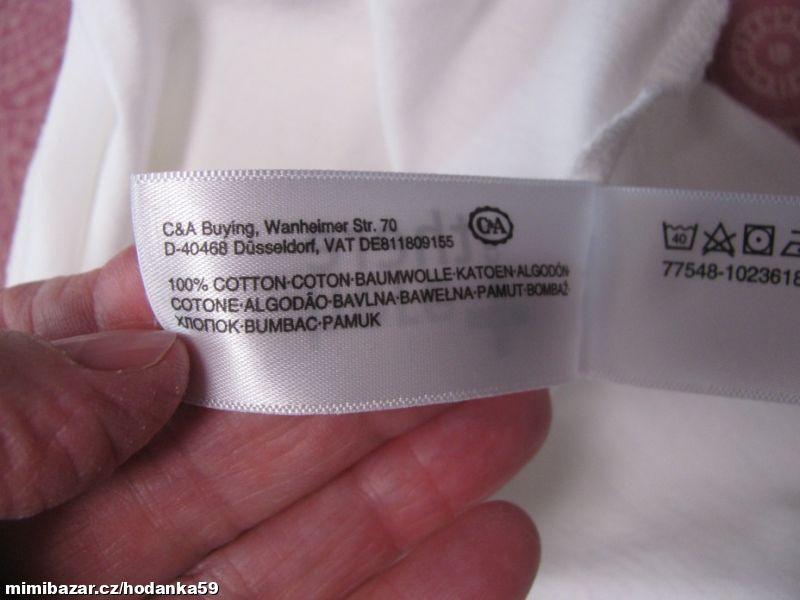 C&A Buying, Wanheimer Str. 70
D-40468 Düsseldorf, VAT DE811809155
C&A
100% COTTON·COTON·BAUMWOLLE·KATOEN·ALGODÓN·
COTONE·ALGODÃO·BAVLNA·BAWEŁNA·PAMUT·BOMBAŽ
ХЛОПОК·BUMBAC·PAMUK
40
77548-1023618
mimibazar.cz/hodanka59